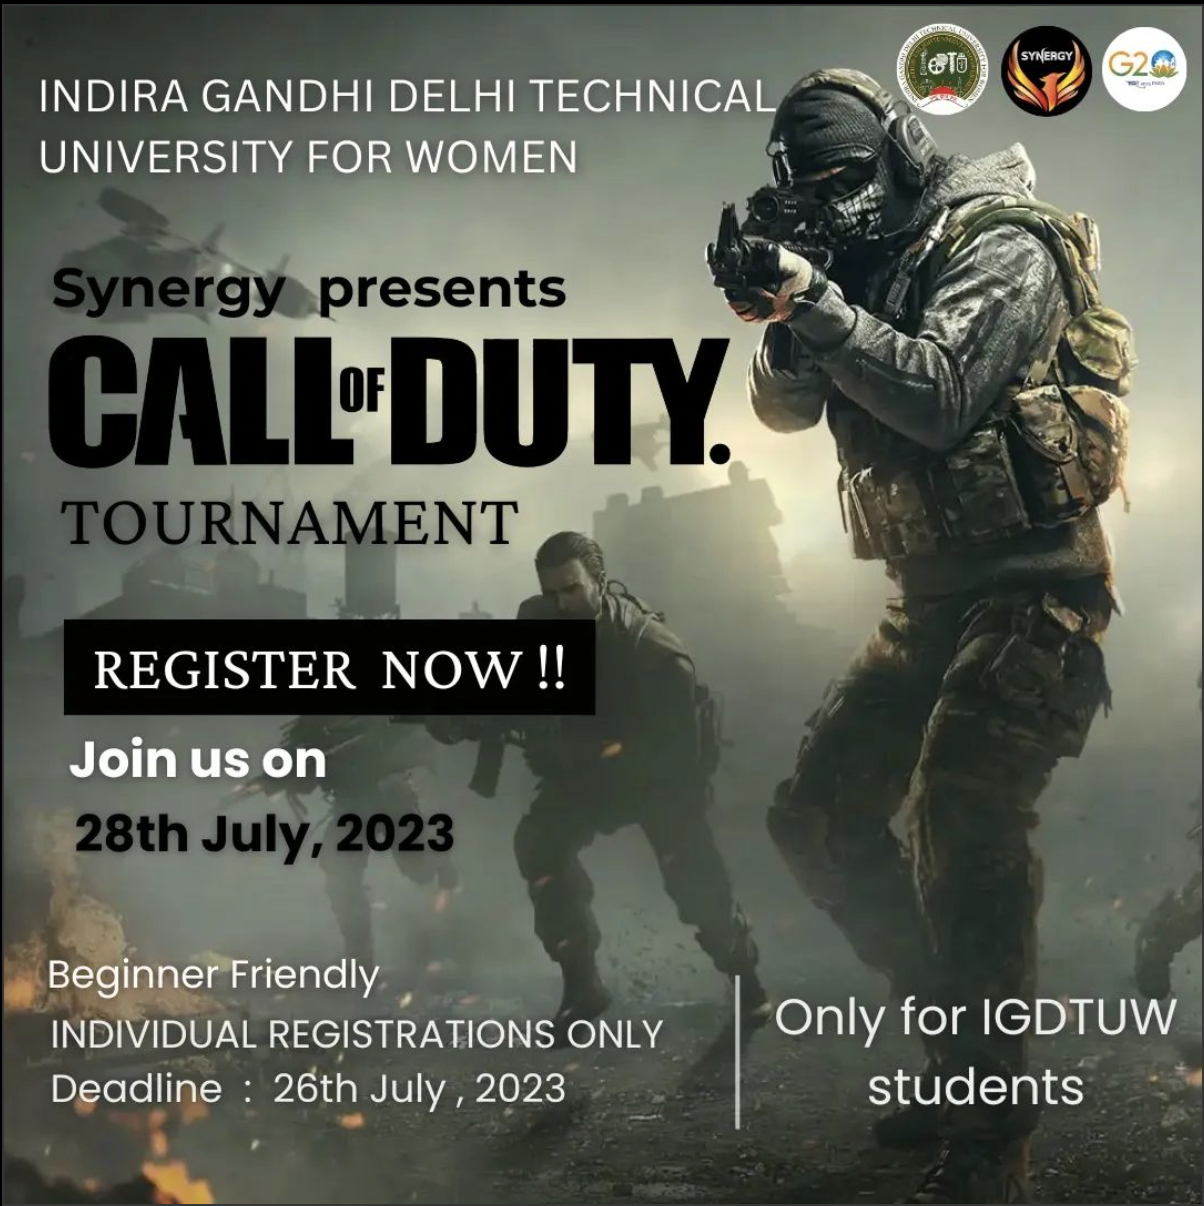 INDIRA GANDHI DELHI TECHNICAL
UNIVERSITY FOR WOMEN
SYNERGY
G20
Synergy presents
CALL OF DUTY.
TOURNAMENT
REGISTER NOW !!
Join us on
28th July, 2023
Beginner Friendly
INDIVIDUAL REGISTRATIONS ONLY
Deadline : 26th July , 2023
Only for IGDTUW
students